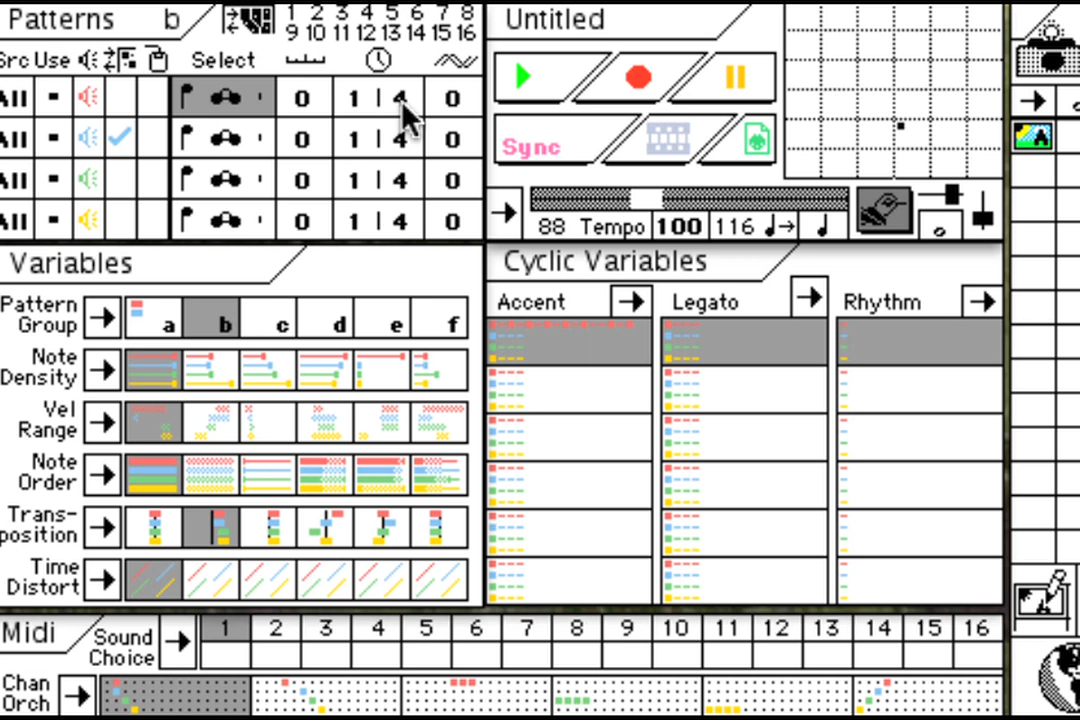 Patterns b
1 2 3 4 5 6 7 8
9 10 11 12 13 14 15 16
Src Use Select
All 0 1 | 4 0
All 0 1 | 4 0
All 0 1 | 4 0
All 0 1 | 4 0
Untitled
Sync
88 Tempo 100 116
A
Variables
Pattern
Group
a b c d e f
Note
Density
Vel
Range
Note
Order
Trans-
position
Time
Distort
Cyclic Variables
Accent Legato Rhythm
Midi
Sound
Choice
1 2 3 4 5 6 7 8 9 10 11 12 13 14 15 16
Chan
Orch